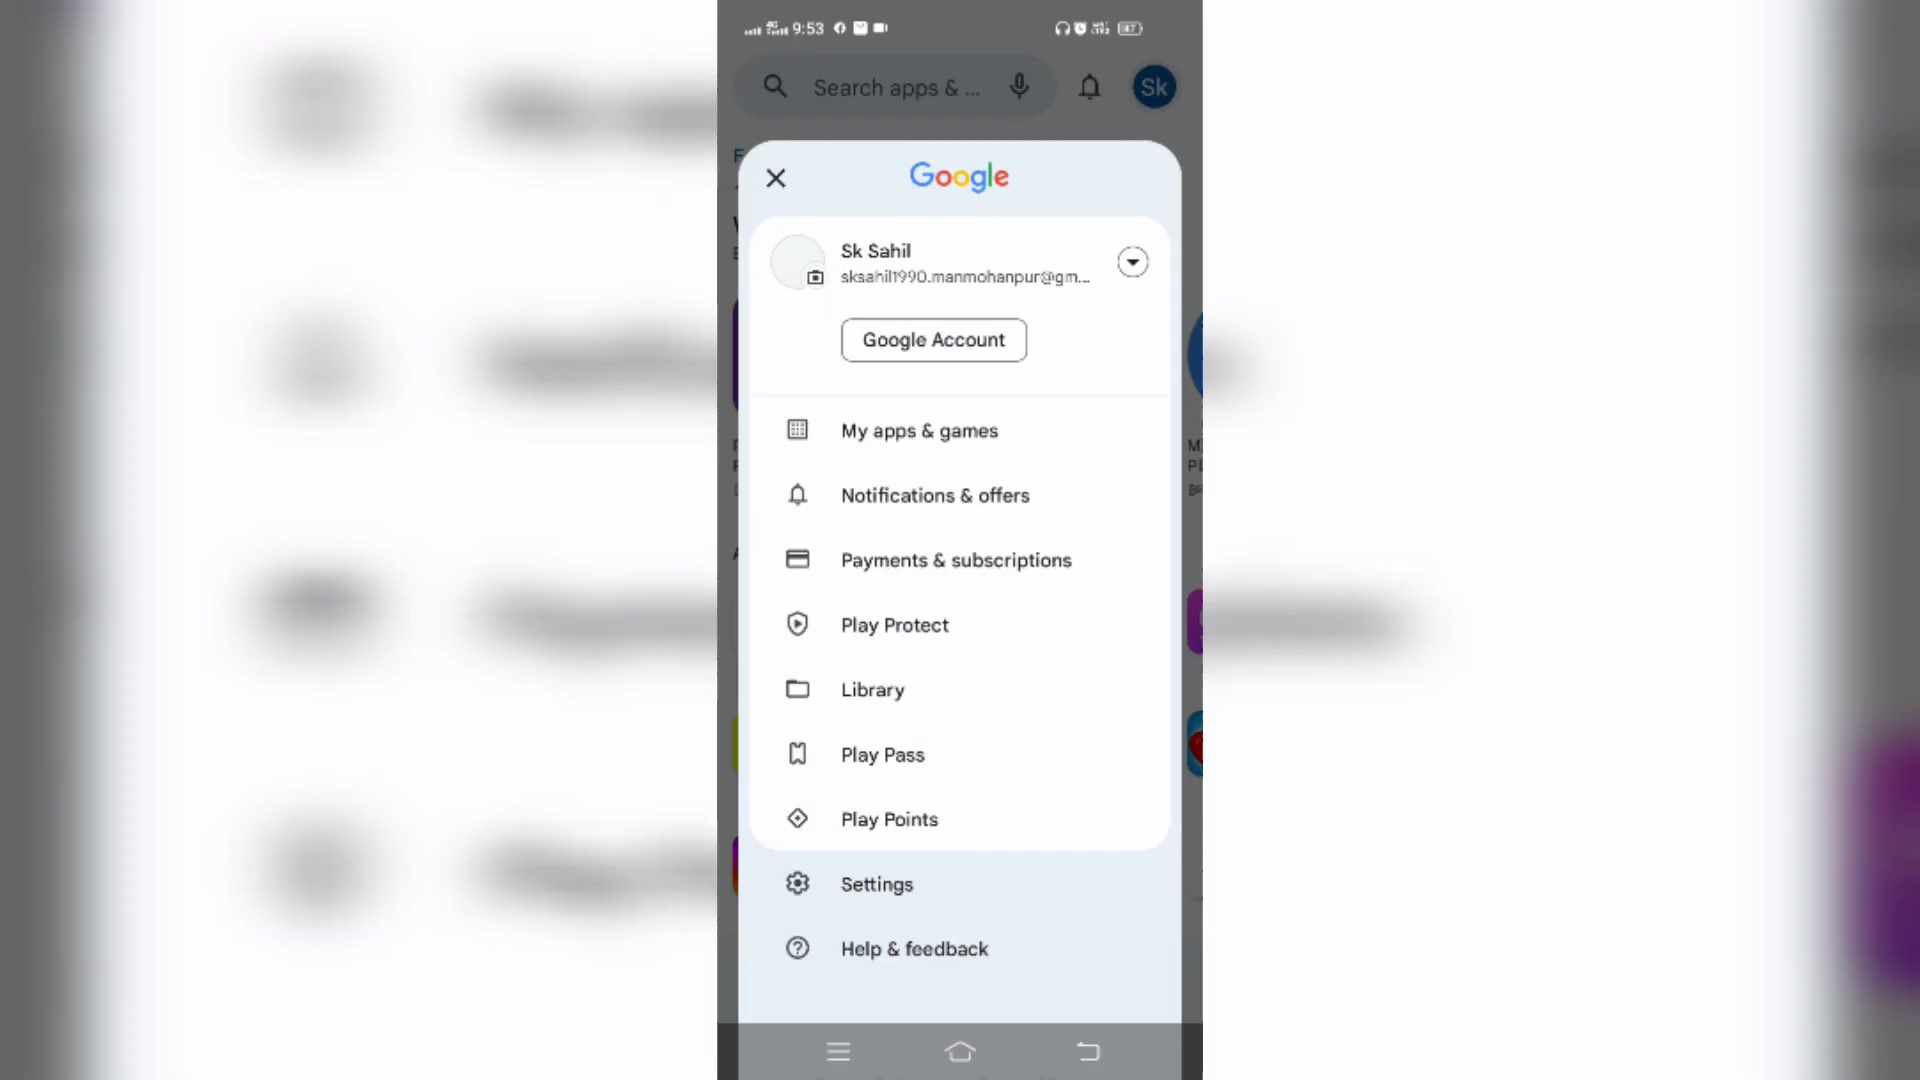 9:53
Search apps & ...
Sk
Google
Sk Sahil
sksahil1990.manmohanpur@gm...
Google Account
My apps & games
Notifications & offers
Payments & subscriptions
Play Protect
Library
Play Pass
Play Points
Settings
Help & feedback